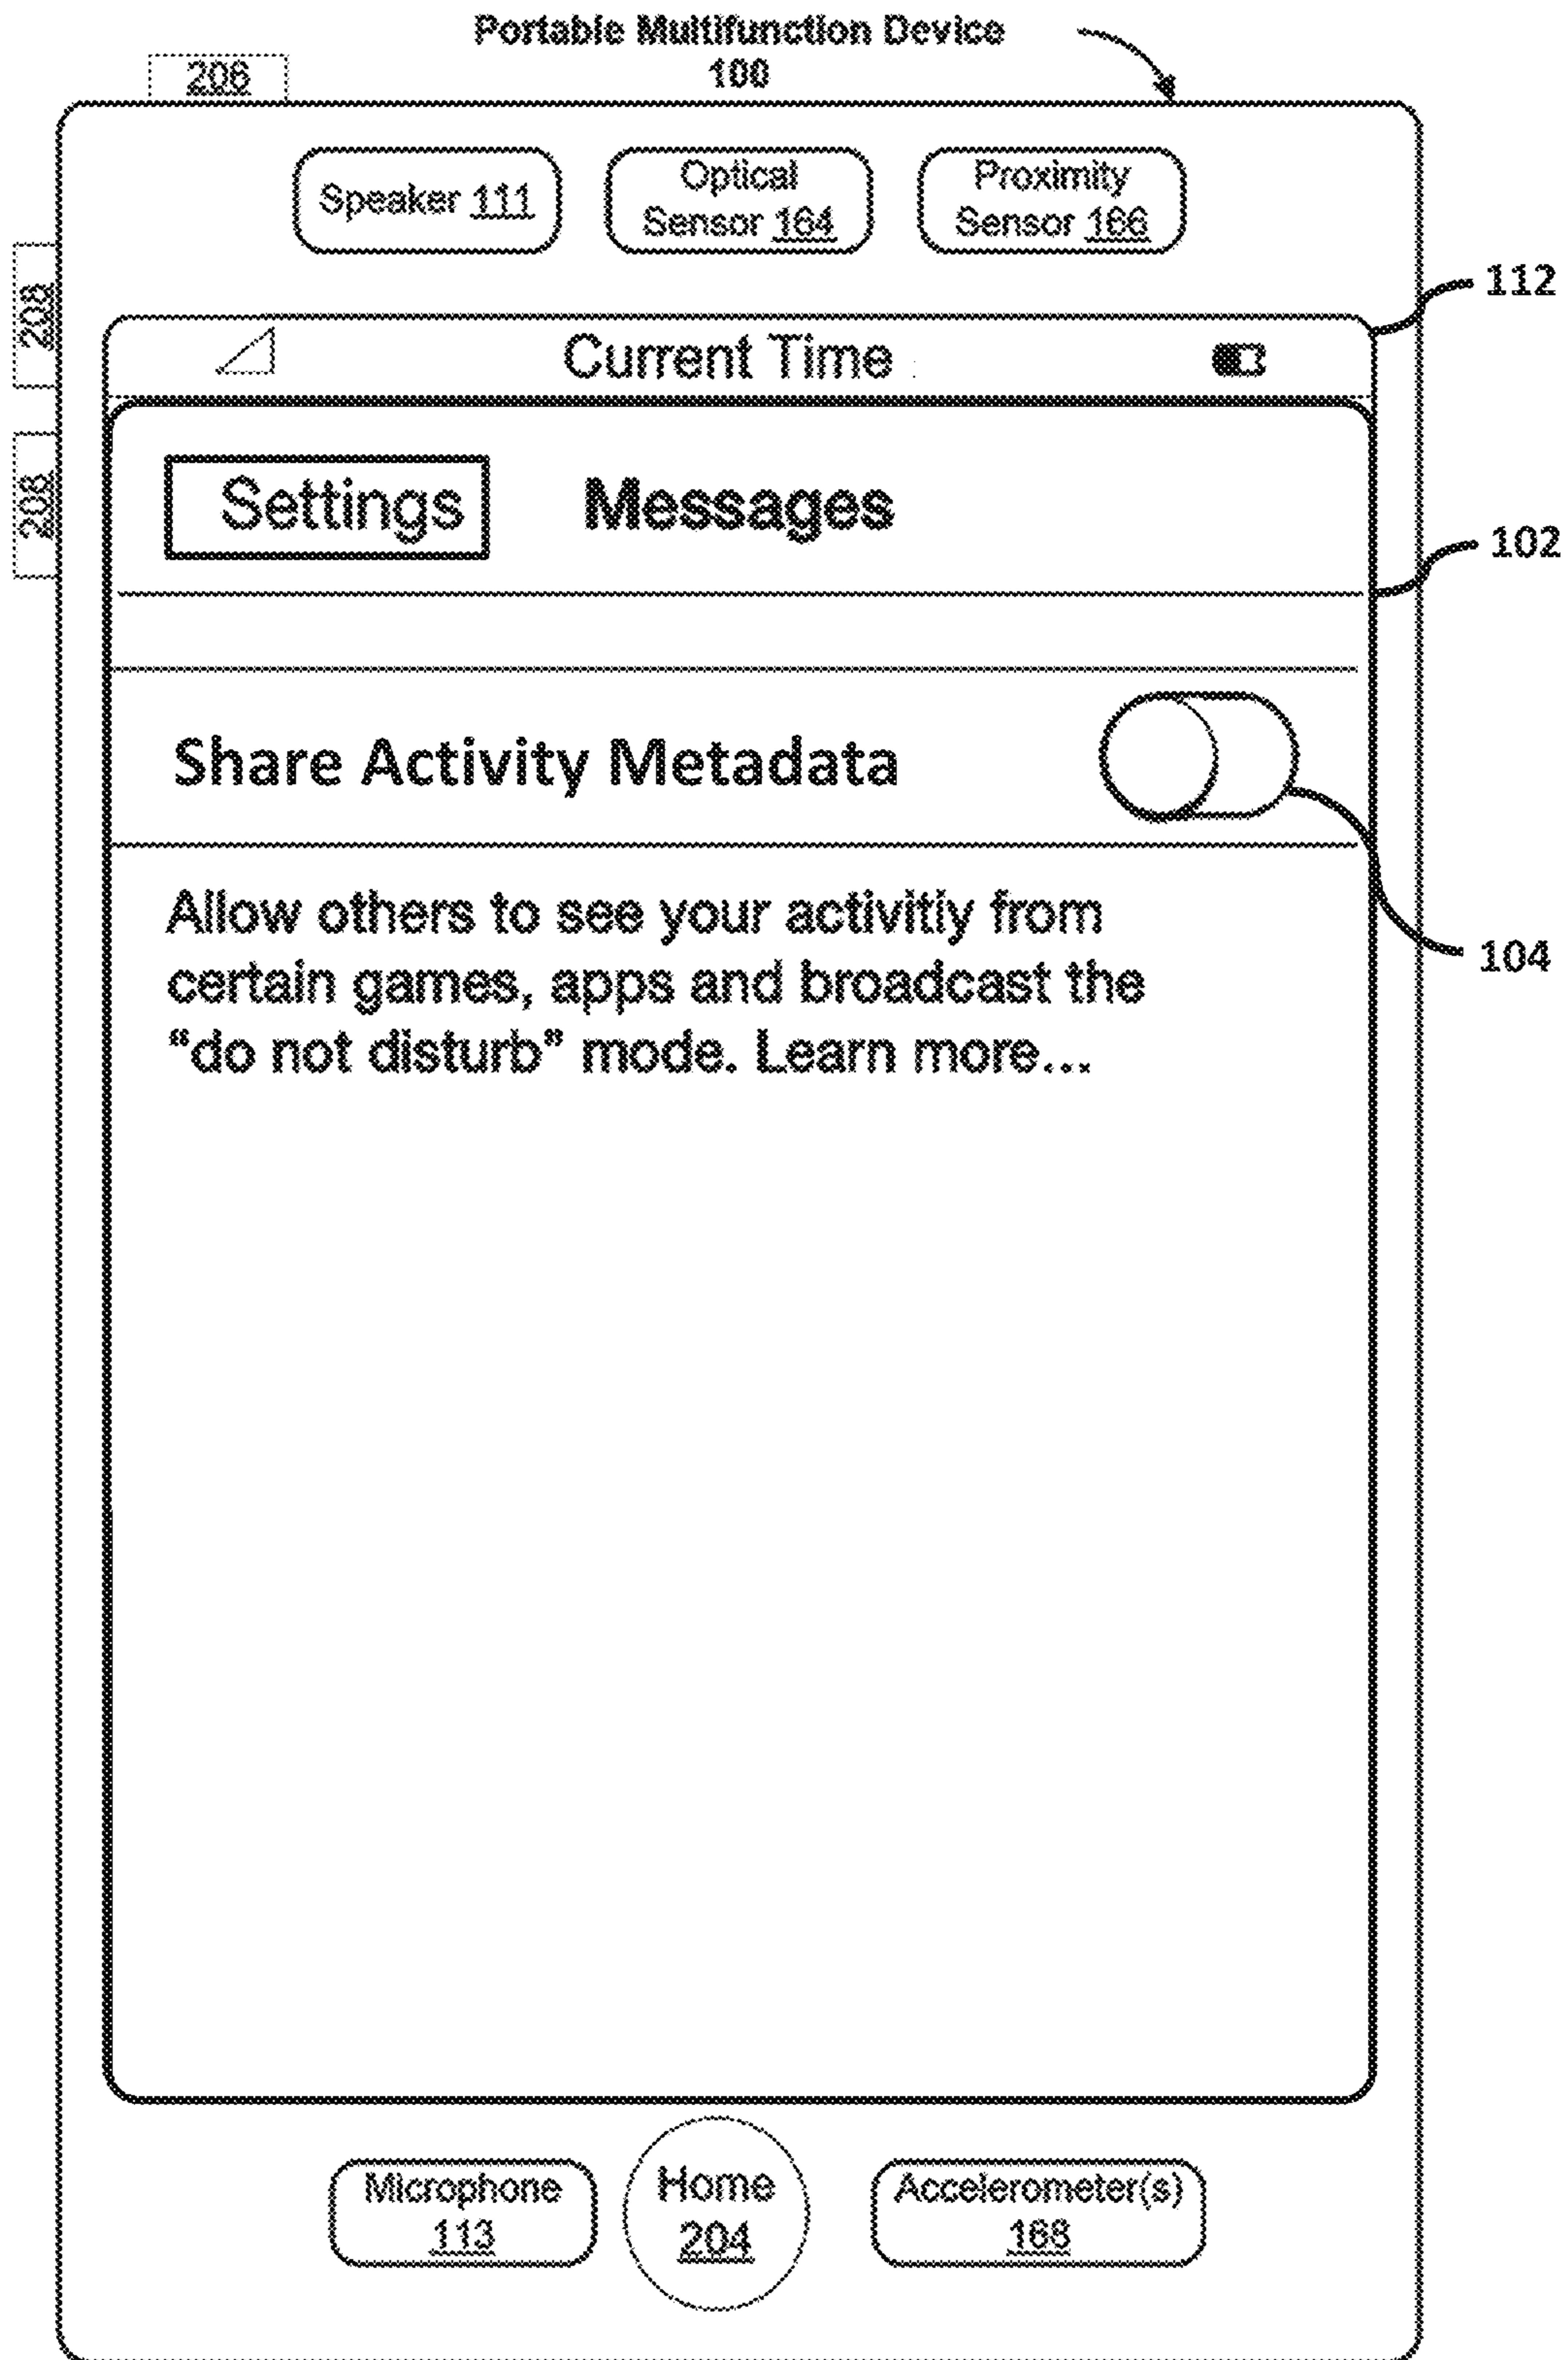 Portable Multifunction Device
100
206
Speaker 111
Optical
Sensor 164
Proximity
Sensor 166
112
208
Current Time
208
Settings
Messages
102
Share Activity Metadata
104
Allow others to see your activitiy from
certain games, apps and broadcast the
“do not disturb” mode. Learn more...
Microphone
113
Home
204
Accelerometer(s)
168